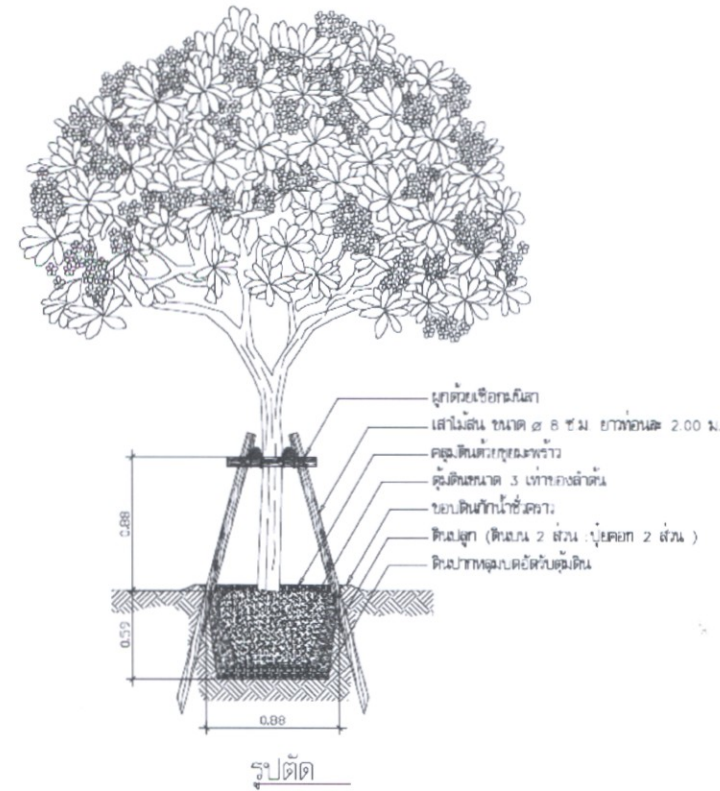 ผูกด้วยเชือกมนิลา
เสาไม้สน ขนาด ø 8 ซ.ม. ยาวท่อนละ 2.00 ม.
คลุมดินด้วยขุยมะพร้าว
ตุ้มดินขนาด 3 เท่าของลำต้น
ขอบดินกักน้ำชั่วคราว
ดินปลูก (ดินบน 2 ส่วน :ปุ๋ยคอก 2 ส่วน )
ดินปากหลุมบดอัดรับตุ้มดิน
0.88
0.59
0.88
รูปตัด